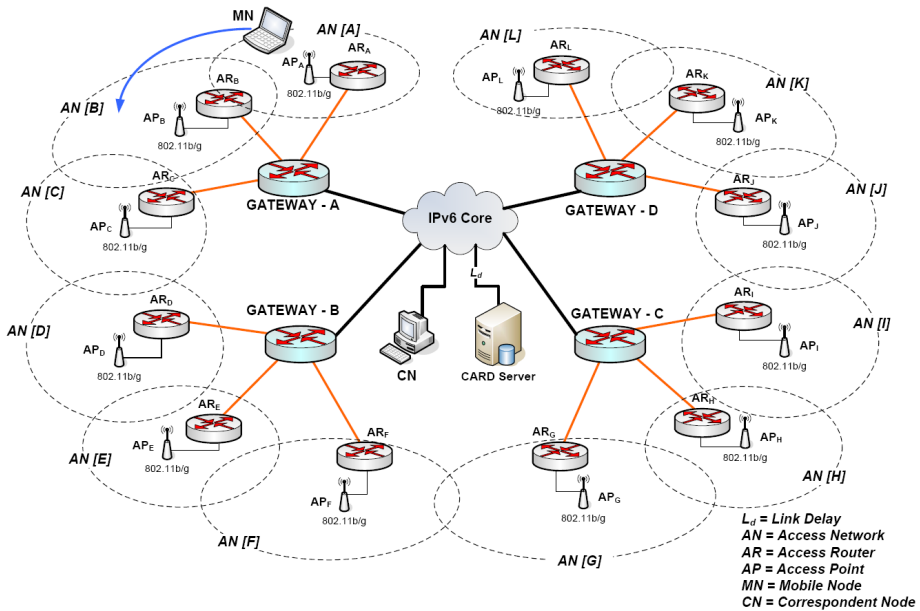 MN
AN [A]
AR_A
AP_A
802.11b/g
AN [L]
AR_L
AP_L
802.11b/g
AN [B]
AR_B
AP_B
802.11b/g
AR_K
AN [K]
AP_K
802.11b/g
AN [C]
AR_C
AP_C
802.11b/g
GATEWAY - A
IPv6 Core
GATEWAY - D
AR_J
AN [J]
AP_J
802.11b/g
L_d
AN [D]
AR_D
AP_D
802.11b/g
GATEWAY - B
CN
CARD Server
GATEWAY - C
AR_I
AN [I]
AP_I
802.11b/g
AN [E]
AR_E
AP_E
802.11b/g
AR_F
AP_F
802.11b/g
AN [F]
AR_G
AP_G
802.11b/g
AN [G]
AR_H
AP_H
802.11b/g
AN [H]
L_d = Link Delay
AN = Access Network
AR = Access Router
AP = Access Point
MN = Mobile Node
CN = Correspondent Node